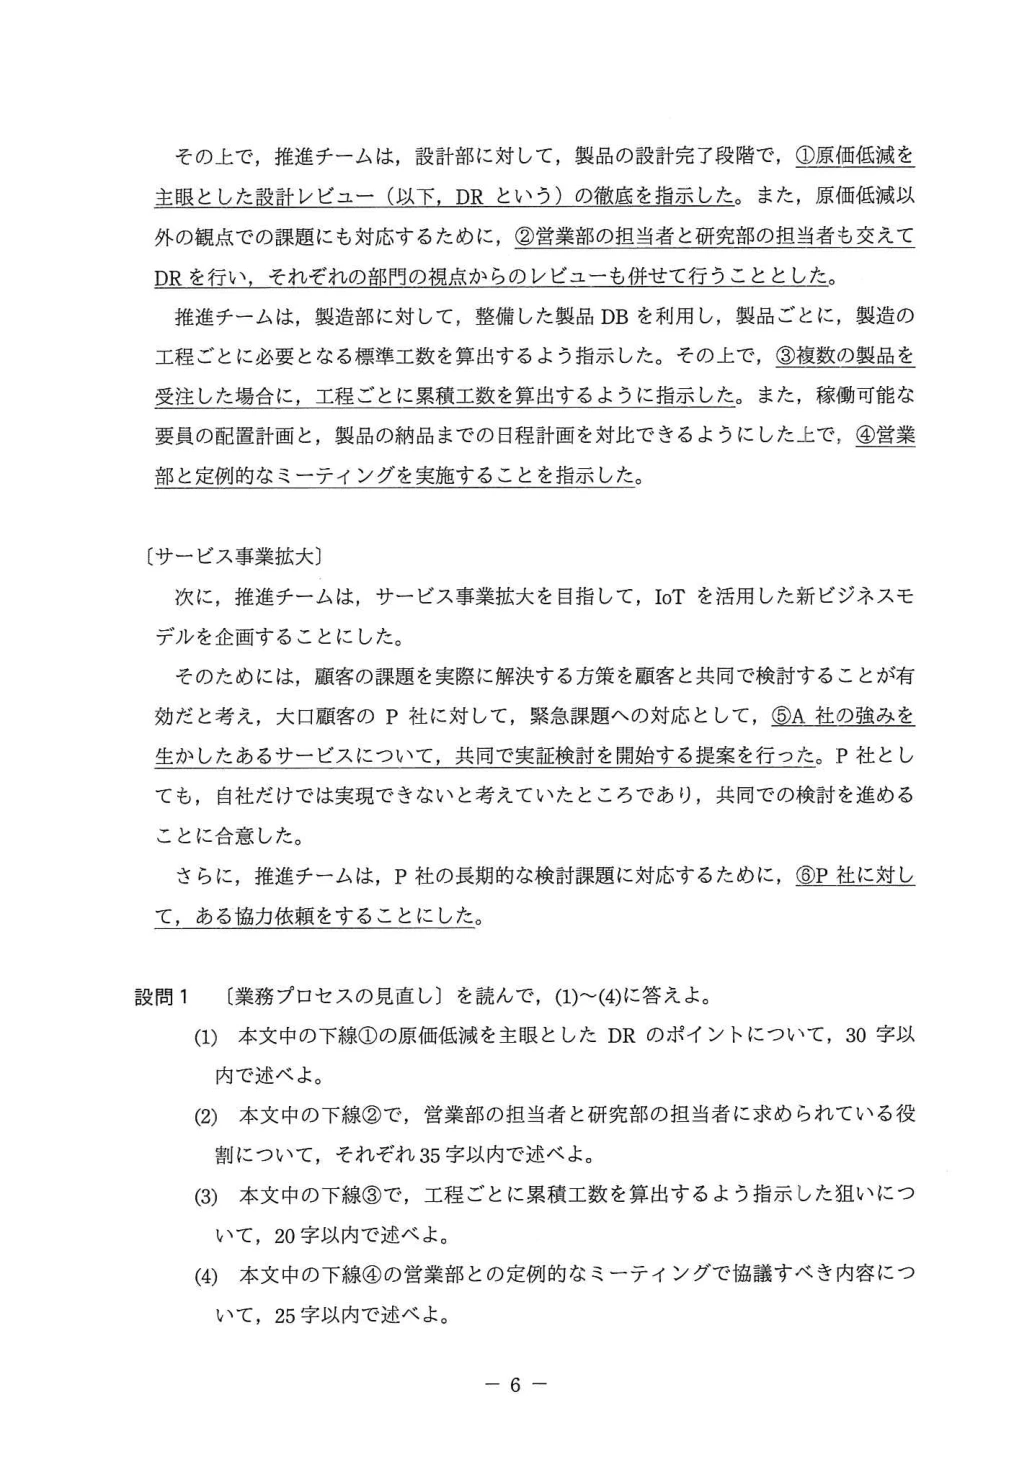 その上で，推進チームは，設計部に対して，製品の設計完了段階で，①原価低減を
主眼とした設計レビュー（以下，DR という）の徹底を指示した。また，原価低減以
外の観点での課題にも対応するために，②営業部の担当者と研究部の担当者も交えて
DR を行い，それぞれの部門の視点からのレビューも併せて行うこととした。
推進チームは，製造部に対して，整備した製品 DB を利用し，製品ごとに，製造の
工程ごとに必要となる標準工数を算出するよう指示した。その上で，③複数の製品を
受注した場合に，工程ごとに累積工数を算出するように指示した。また，稼働可能な
要員の配置計画と，製品の納品までの日程計画を対比できるようにした上で，④営業
部と定例的なミーティングを実施することを指示した。
〔サービス事業拡大〕
次に，推進チームは，サービス事業拡大を目指して，IoT を活用した新ビジネスモ
デルを企画することにした。
そのためには，顧客の課題を実際に解決する方策を顧客と共同で検討することが有
効だと考え，大口顧客の P 社に対して，緊急課題への対応として，⑤A 社の強みを
生かしたあるサービスについて，共同で実証検討を開始する提案を行った。P 社とし
ても，自社だけでは実現できないと考えていたところであり，共同での検討を進める
ことに合意した。
さらに，推進チームは，P 社の長期的な検討課題に対応するために，⑥P 社に対し
て，ある協力依頼をすることにした。
設問1 〔業務プロセスの見直し〕を読んで，(1)～(4)に答えよ。
(1) 本文中の下線①の原価低減を主眼とした DR のポイントについて，30 字以
内で述べよ。
(2) 本文中の下線②で，営業部の担当者と研究部の担当者に求められている役
割について，それぞれ 35 字以内で述べよ。
(3) 本文中の下線③で，工程ごとに累積工数を算出するよう指示した狙いにつ
いて，20 字以内で述べよ。
(4) 本文中の下線④の営業部との定例的なミーティングで協議すべき内容につ
いて，25 字以内で述べよ。
－ 6 －